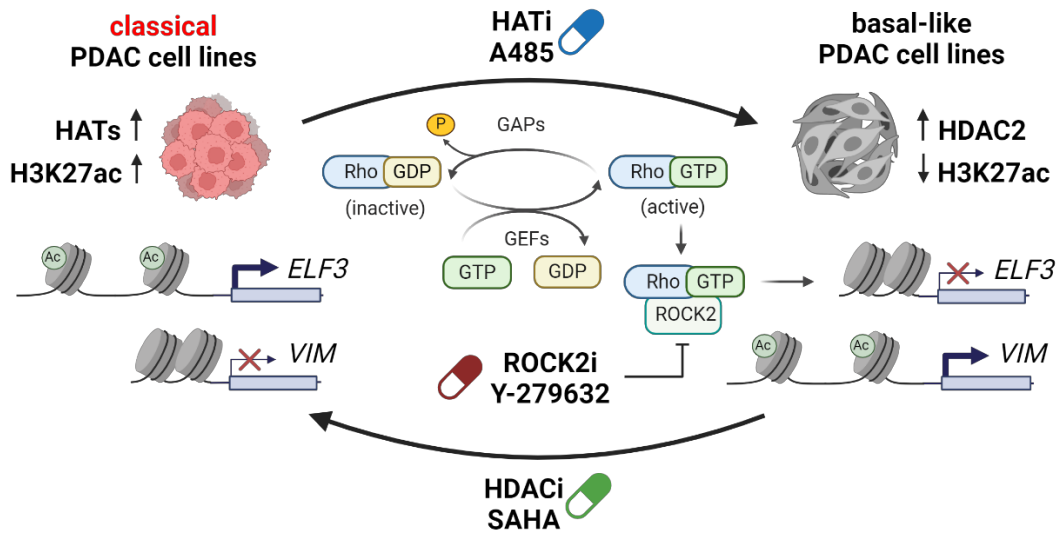 classical
PDAC cell lines
HATs
H3K27ac
HATi
A485
basal-like
PDAC cell lines
HDAC2
H3K27ac
P
GAPs
Rho
GDP
(inactive)
Rho
GTP
(active)
GEFs
GTP
GDP
Rho
GTP
ROCK2
Ac
Ac
ELF3
VIM
ELF3
Ac
Ac
VIM
ROCK2i
Y-279632
HDACi
SAHA